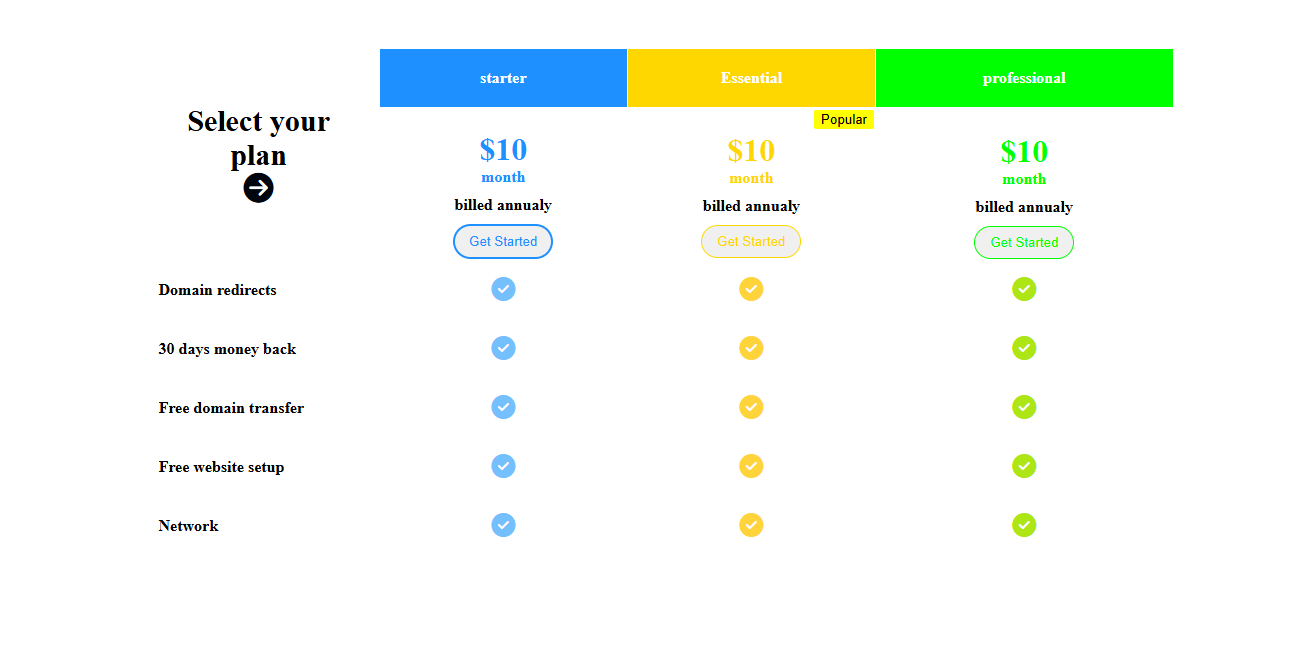 starter Essential professional
Popular
Select your
plan
$10 $10 $10
month month month
billed annualy billed annualy billed annualy
Get Started Get Started Get Started
Domain redirects
30 days money back
Free domain transfer
Free website setup
Network